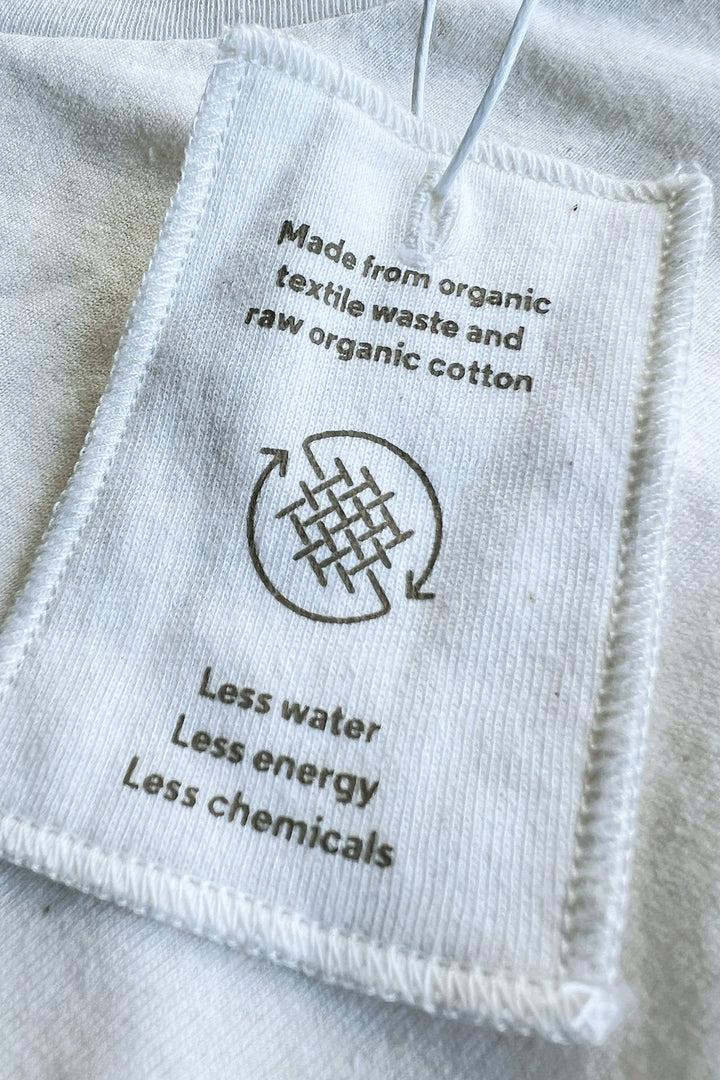 Made from organic
textile waste and
raw organic cotton
Less water
Less energy
Less chemicals